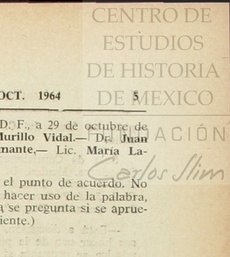 CENTRO DE
ESTUDIOS
DE HISTORIA
DE MEXICO
OCT. 1964 5
D. F., a 29 de octubre de
Murillo Vidal.— Dr. Juan
nante,— Lic. María La-
FUNDACIÓN
Carlos Slim
el punto de acuerdo. No
hacer uso de la palabra,
a se pregunta si se aprue-
iente.)